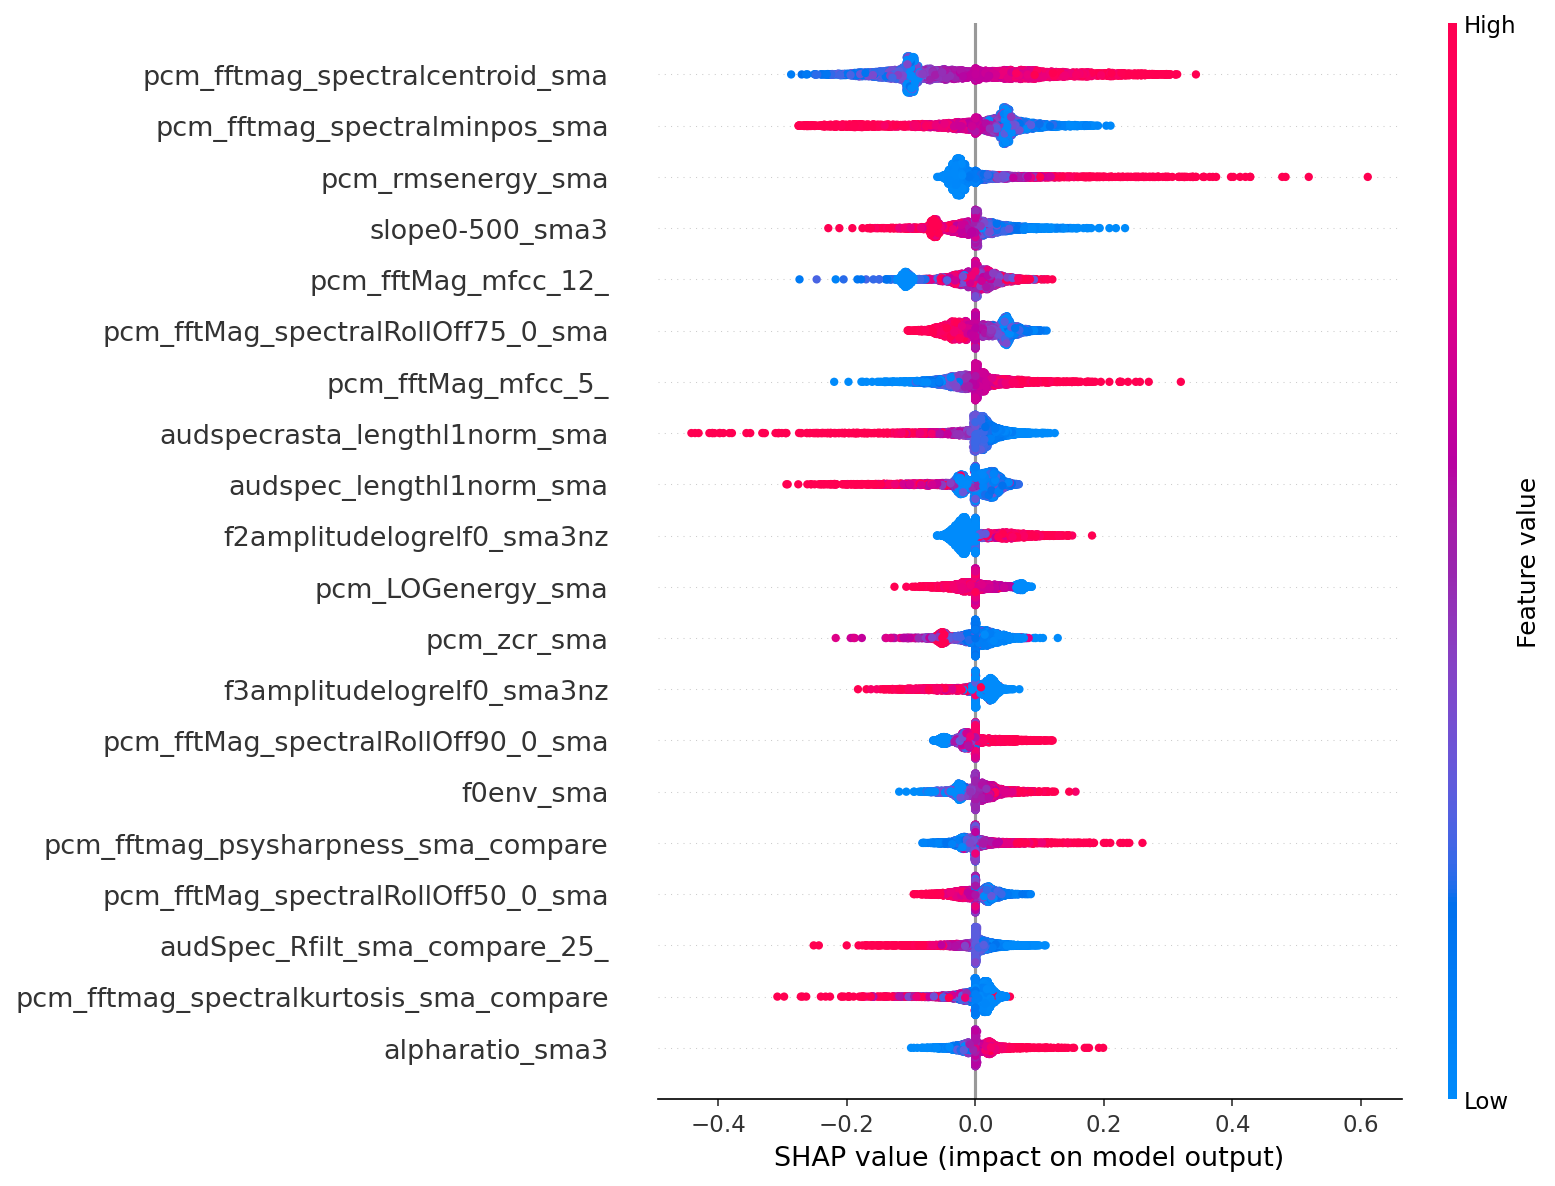 High
pcm_fftmag_spectralcentroid_sma
pcm_fftmag_spectralminpos_sma
pcm_rmsenergy_sma
slope0-500_sma3
pcm_fftMag_mfcc_12_
pcm_fftMag_spectralRollOff75_0_sma
pcm_fftMag_mfcc_5_
audspecrasta_lengthl1norm_sma
audspec_lengthl1norm_sma
f2amplitudelogrelf0_sma3nz
pcm_LOGenergy_sma
pcm_zcr_sma
f3amplitudelogrelf0_sma3nz
pcm_fftMag_spectralRollOff90_0_sma
f0env_sma
pcm_fftmag_psysharpness_sma_compare
pcm_fftMag_spectralRollOff50_0_sma
audSpec_Rfilt_sma_compare_25_
pcm_fftmag_spectralkurtosis_sma_compare
alpharatio_sma3
Feature value
Low
−0.4 −0.2 0.0 0.2 0.4 0.6
SHAP value (impact on model output)